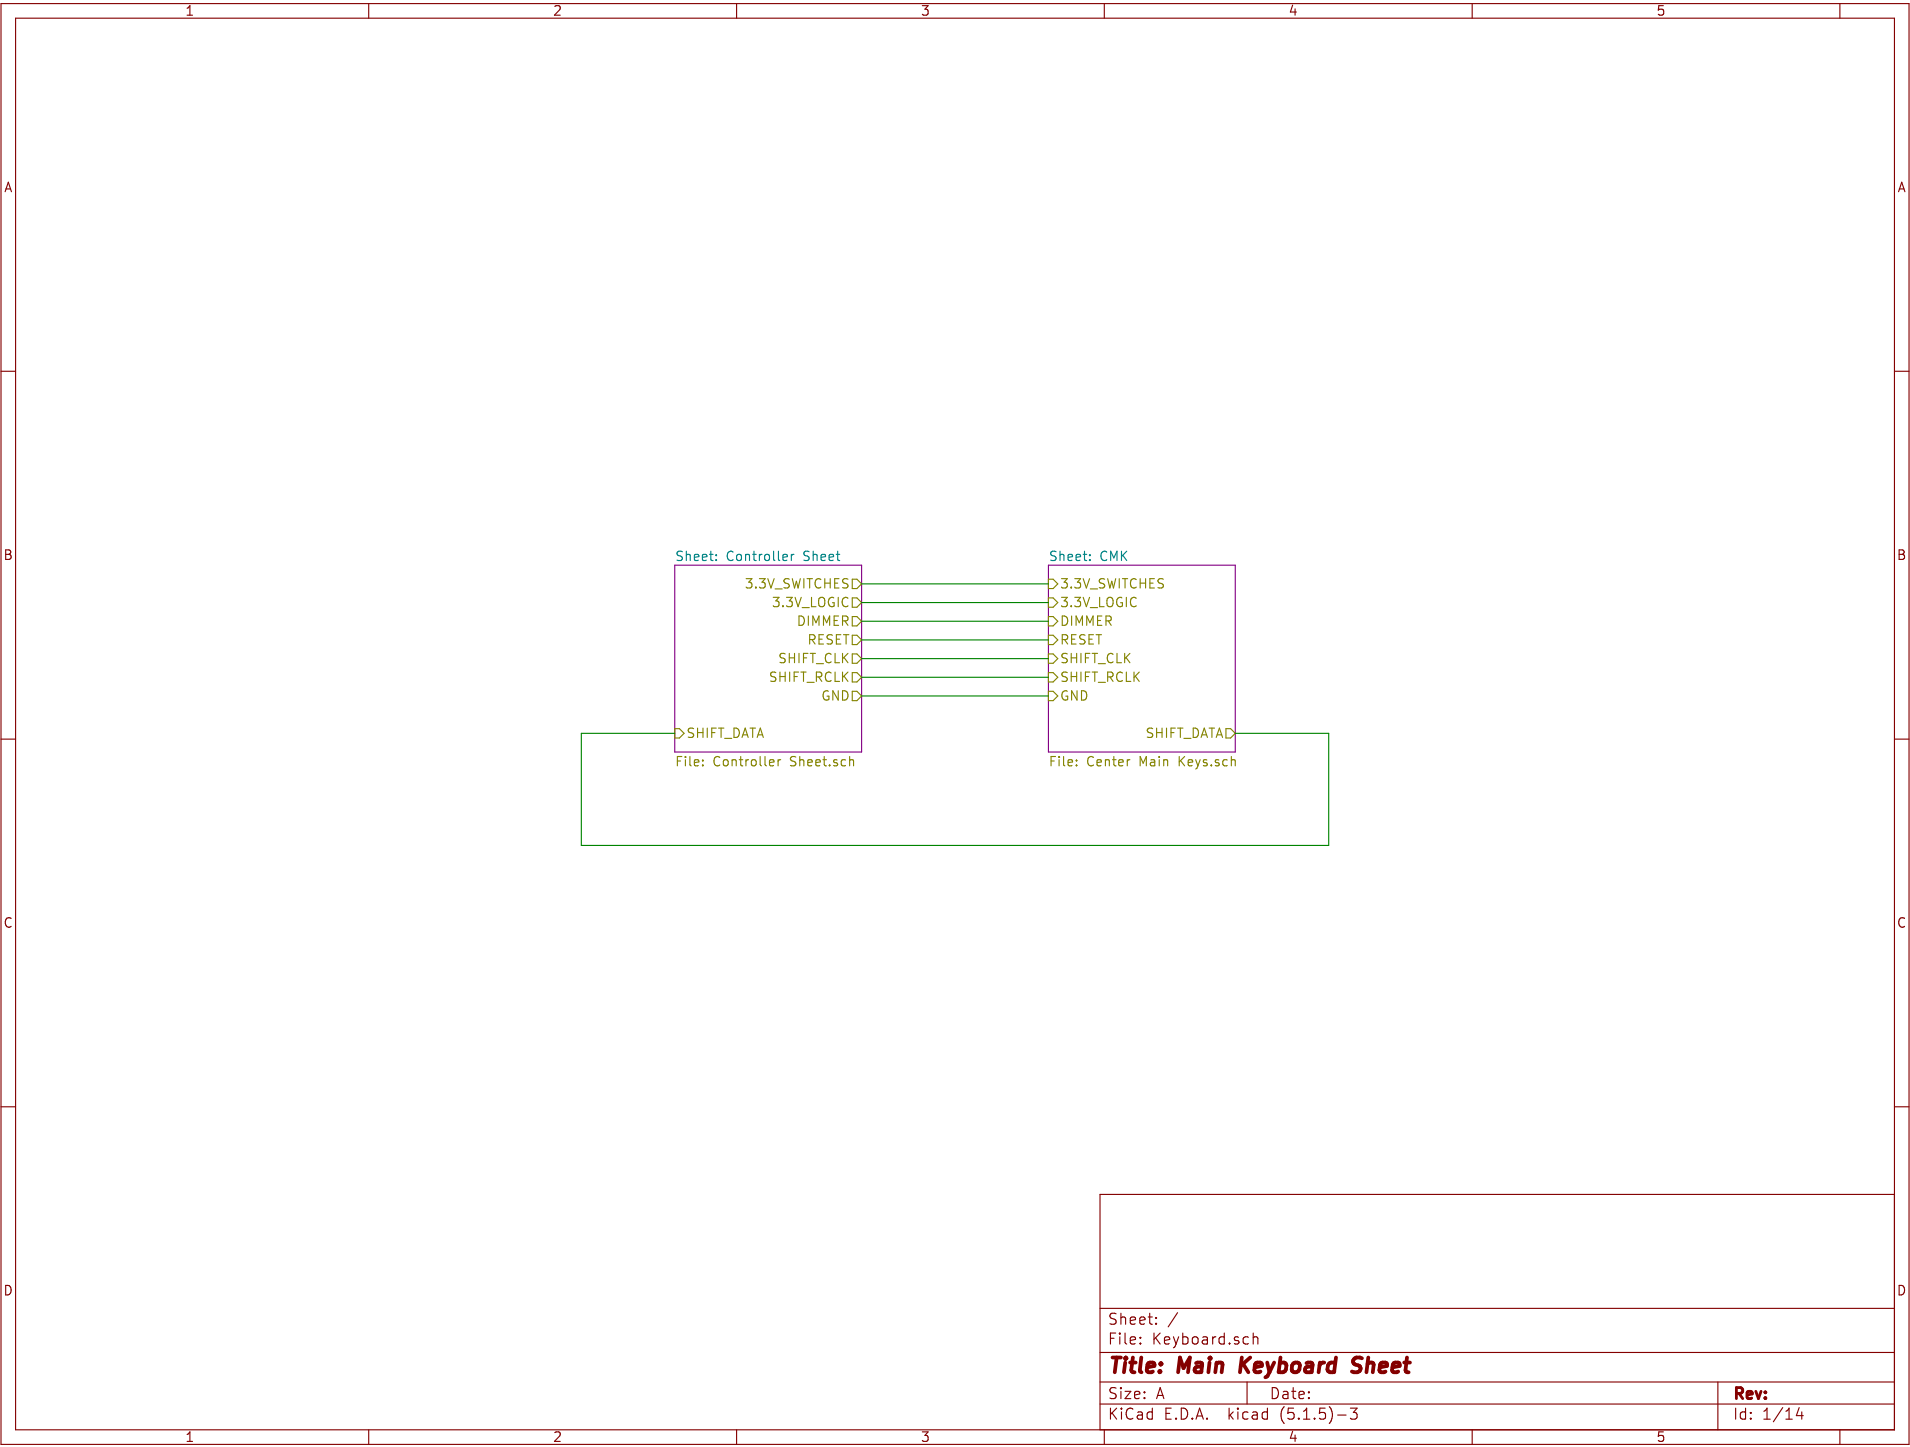 1 2 3 4 5
A A
B B
C C
D D
Sheet: Controller Sheet
3.3V_SWITCHES
3.3V_LOGIC
DIMMER
RESET
SHIFT_CLK
SHIFT_RCLK
GND
SHIFT_DATA
File: Controller Sheet.sch
Sheet: CMK
3.3V_SWITCHES
3.3V_LOGIC
DIMMER
RESET
SHIFT_CLK
SHIFT_RCLK
GND
SHIFT_DATA
File: Center Main Keys.sch
Sheet: /
File: Keyboard.sch
Title: Main Keyboard Sheet
Size: A Date: Rev:
KiCad E.D.A. kicad (5.1.5)-3 Id: 1/14
1 2 3 4 5